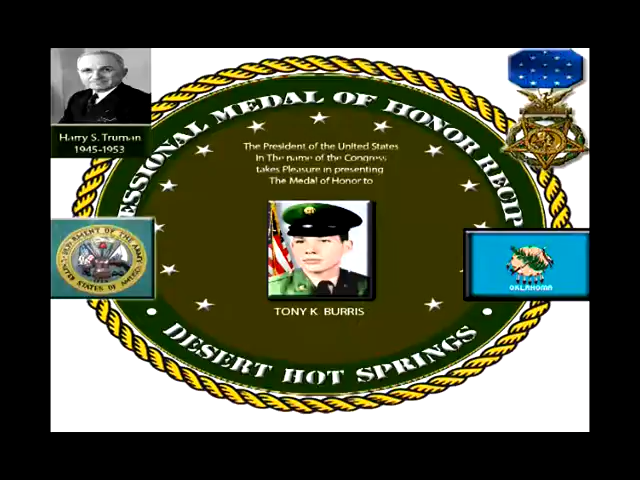 Harry S. Truman
1945-1953
ESSIONAL MEDAL OF HONOR RECIP
The President of the United States
In The name of the Congress
takes Pleasure in presenting
The Medal of Honor to
TONY K BURRIS
OKLAHOMA
DESERT HOT SPRINGS